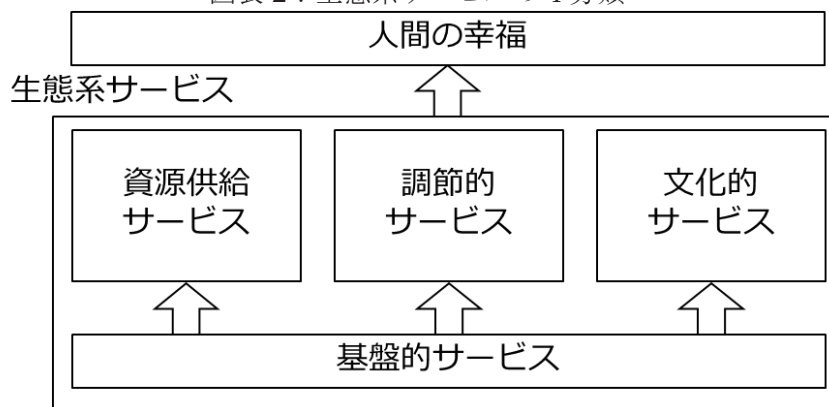 人間の幸福
生態系サービス
資源供給
サービス
調節的
サービス
文化的
サービス
基盤的サービス